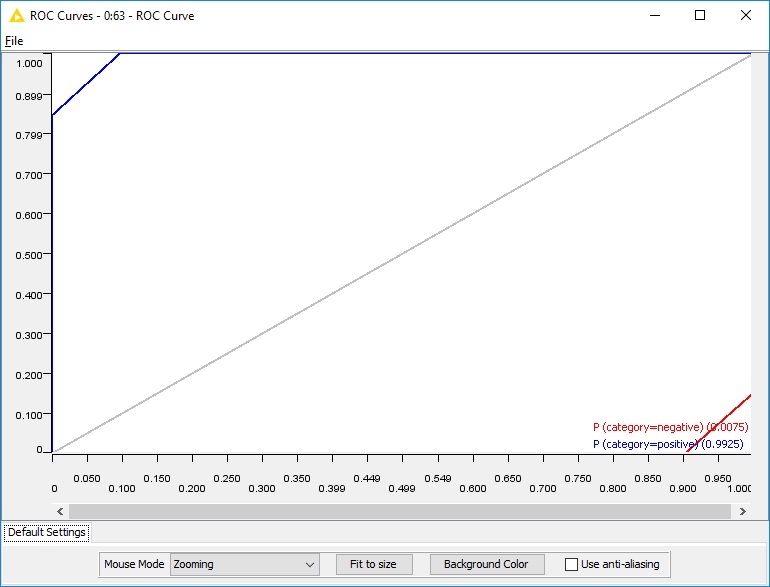 ROC Curves - 0:63 - ROC Curve
File
1.000
0.899
0.799
0.700
0.600
0.500
0.400
0.300
0.200
0.100
0
P (category=negative) (0.0075)
P (category=positive) (0.9925)
0.050 0.150 0.250 0.350 0.449 0.550 0.650 0.750 0.850 0.950
0 0.100 0.200 0.300 0.399 0.499 0.600 0.700 0.800 0.900 1.000
Default Settings
Mouse Mode Zooming Fit to size Background Color Use anti-aliasing